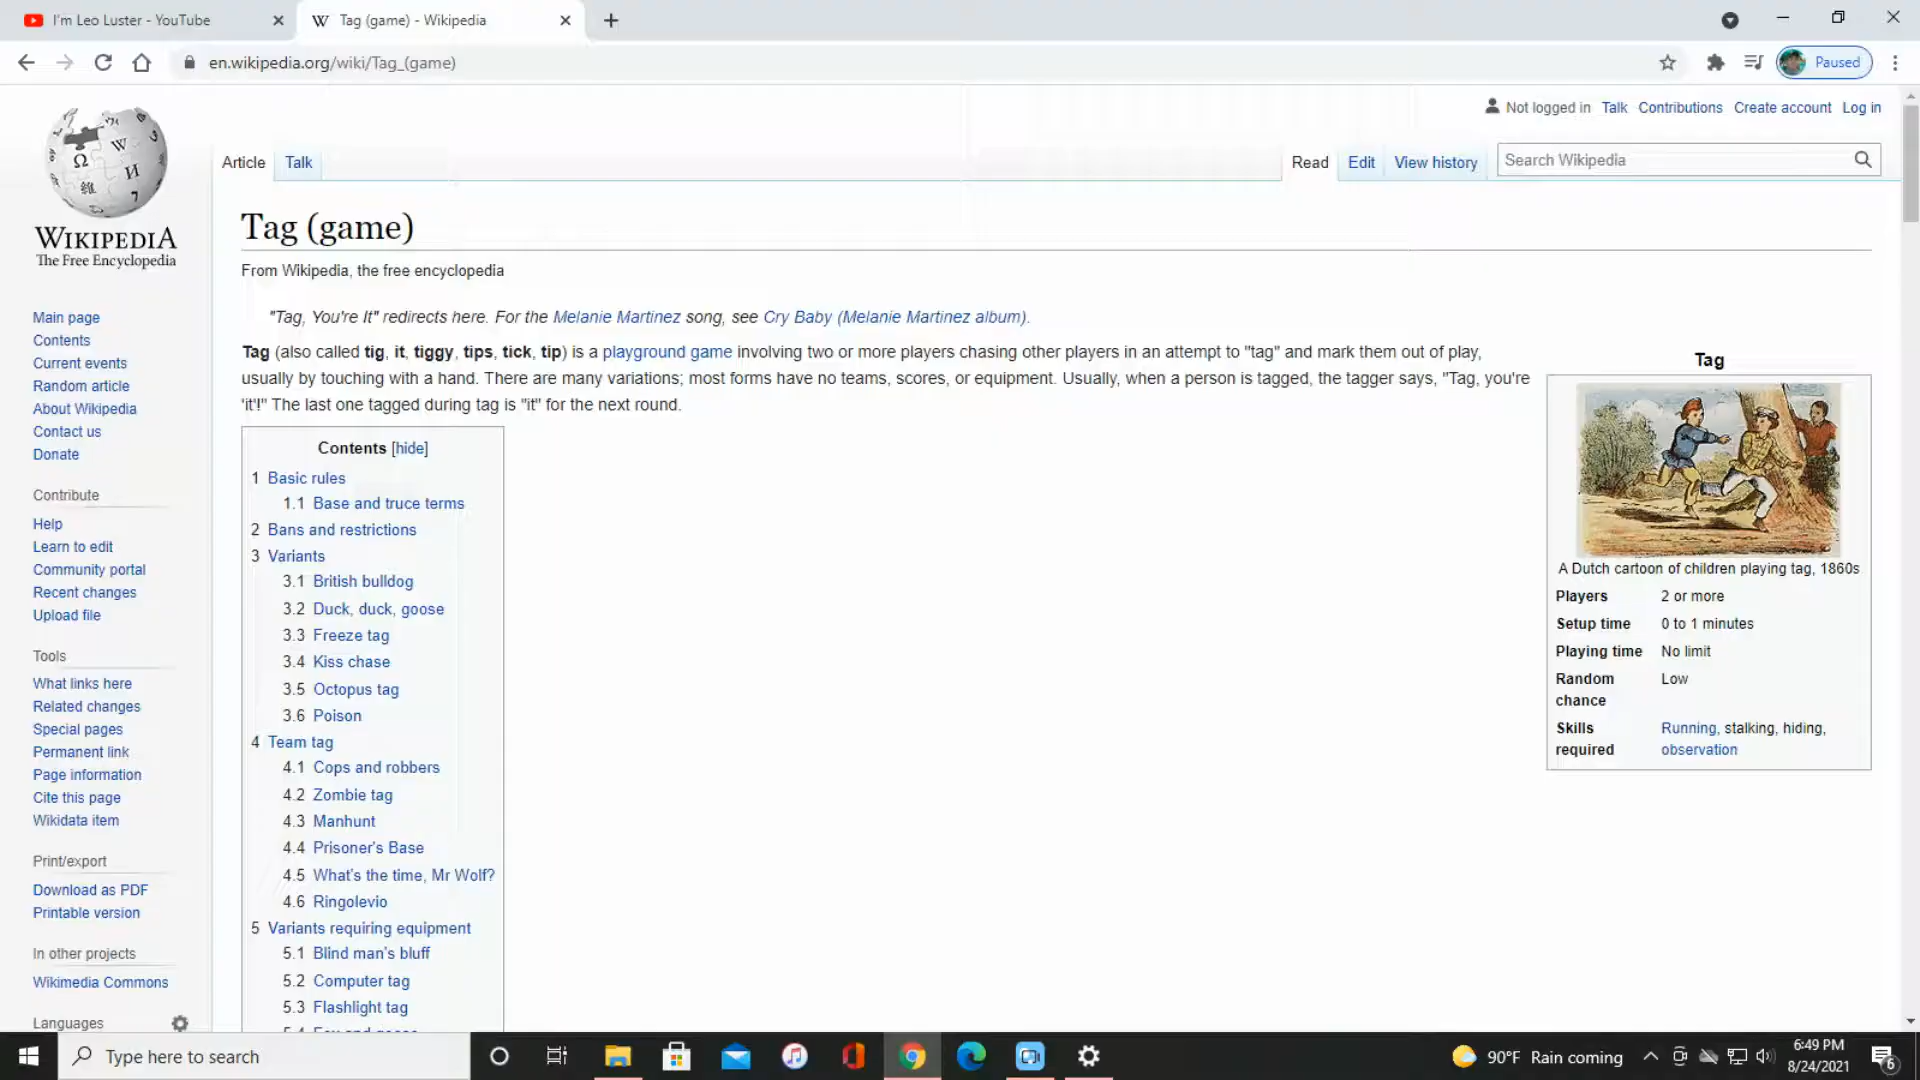 I'm Leo Luster - YouTube
Tag (game) - Wikipedia
en.wikipedia.org/wiki/Tag_(game)
Paused
Not logged in Talk Contributions Create account Log in
Article Talk
Read Edit View history
Search Wikipedia
WIKIPEDIA
The Free Encyclopedia
Main page
Contents
Current events
Random article
About Wikipedia
Contact us
Donate
Contribute
Help
Learn to edit
Community portal
Recent changes
Upload file
Tools
What links here
Related changes
Special pages
Permanent link
Page information
Cite this page
Wikidata item
Print/export
Download as PDF
Printable version
In other projects
Wikimedia Commons
Languages
Tag (game)
From Wikipedia, the free encyclopedia
"Tag, You're It" redirects here. For the Melanie Martinez song, see Cry Baby (Melanie Martinez album).
Tag (also called tig, it, tiggy, tips, tick, tip) is a playground game involving two or more players chasing other players in an attempt to "tag" and mark them out of play,
usually by touching with a hand. There are many variations; most forms have no teams, scores, or equipment. Usually, when a person is tagged, the tagger says, "Tag, you're
'it'!" The last one tagged during tag is "it" for the next round.
Contents [hide]
1 Basic rules
1.1 Base and truce terms
2 Bans and restrictions
3 Variants
3.1 British bulldog
3.2 Duck, duck, goose
3.3 Freeze tag
3.4 Kiss chase
3.5 Octopus tag
3.6 Poison
4 Team tag
4.1 Cops and robbers
4.2 Zombie tag
4.3 Manhunt
4.4 Prisoner's Base
4.5 What's the time, Mr Wolf?
4.6 Ringolevio
5 Variants requiring equipment
5.1 Blind man's bluff
5.2 Computer tag
5.3 Flashlight tag
Tag
A Dutch cartoon of children playing tag, 1860s
Players 2 or more
Setup time 0 to 1 minutes
Playing time No limit
Random Low
chance
Skills Running, stalking, hiding,
required observation
Type here to search
90°F Rain coming
6:49 PM
8/24/2021
6